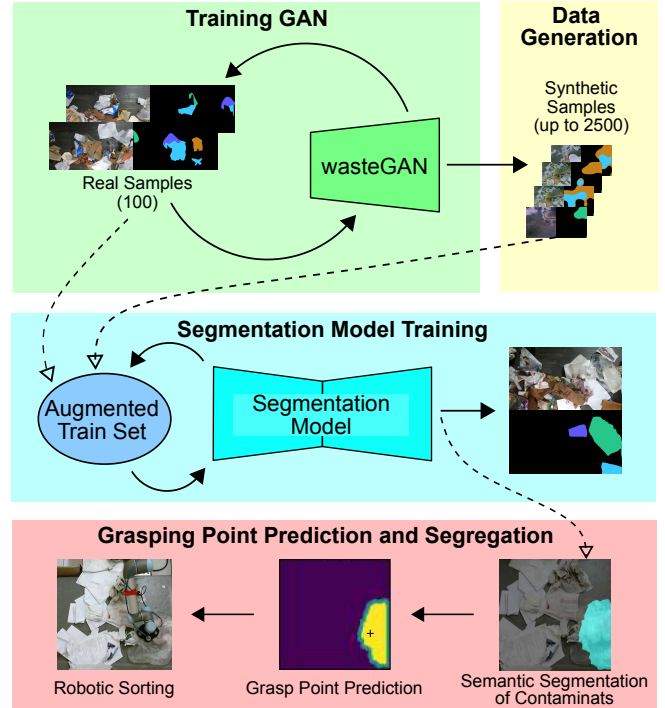 Training GAN
Data
Generation
Synthetic
Samples
(up to 2500)
wasteGAN
Real Samples
(100)
Segmentation Model Training
Augmented
Train Set
Segmentation
Model
Grasping Point Prediction and Segregation
Robotic Sorting
Grasp Point Prediction
Semantic Segmentation
of Contaminats